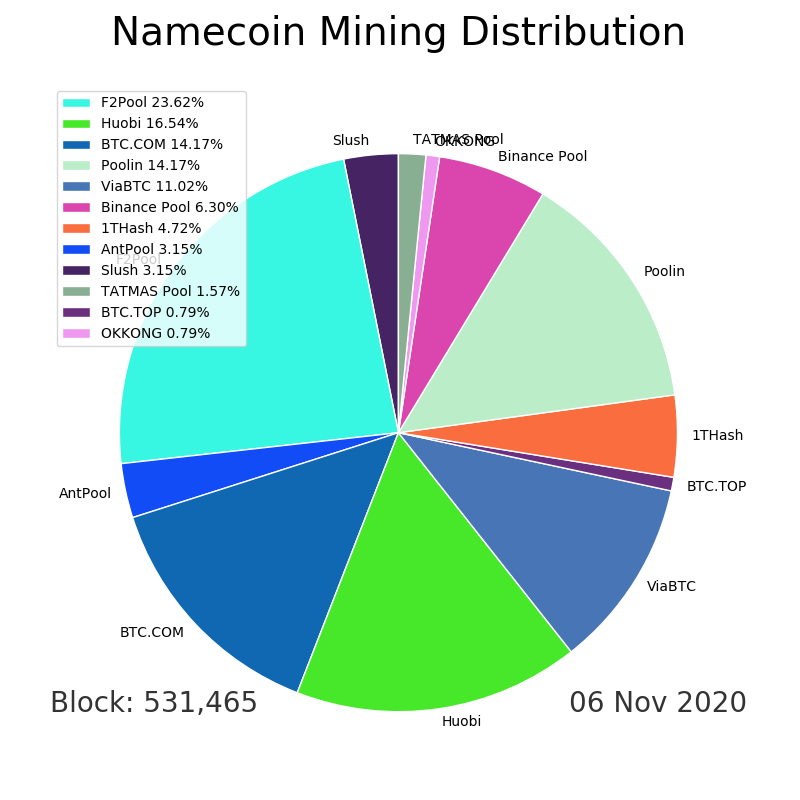 Namecoin Mining Distribution
F2Pool 23.62%
Huobi 16.54%
BTC.COM 14.17%
Poolin 14.17%
ViaBTC 11.02%
Binance Pool 6.30%
1THash 4.72%
AntPool 3.15%
Slush 3.15%
TATMAS Pool 1.57%
BTC.TOP 0.79%
OKKONG 0.79%
Slush
TATMAS Pool
OKKONG
Binance Pool
F2Pool
Poolin
1THash
BTC.TOP
AntPool
ViaBTC
BTC.COM
Block: 531,465
06 Nov 2020
Huobi